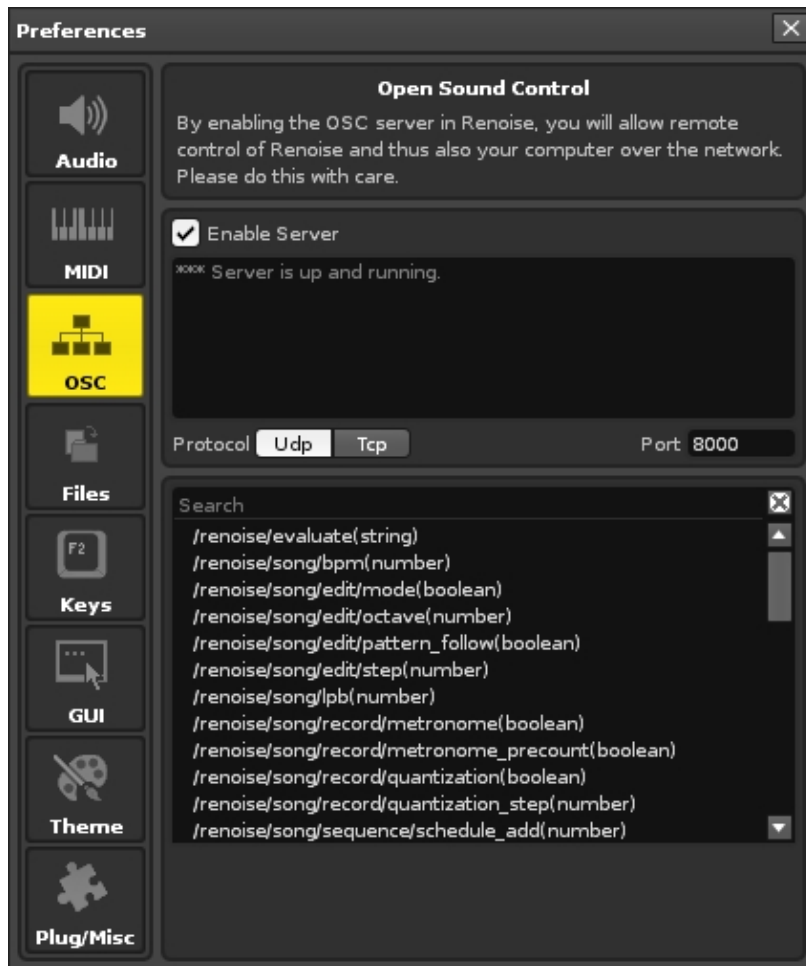 Preferences
Audio
MIDI
OSC
Files
F2
Keys
GUI
Theme
Plug/Misc
Open Sound Control
By enabling the OSC server in Renoise, you will allow remote
control of Renoise and thus also your computer over the network.
Please do this with care.
Enable Server
*** Server is up and running.
Protocol Udp Tcp Port 8000
Search
/renoise/evaluate(string)
/renoise/song/bpm(number)
/renoise/song/edit/mode(boolean)
/renoise/song/edit/octave(number)
/renoise/song/edit/pattern_follow(boolean)
/renoise/song/edit/step(number)
/renoise/song/lpb(number)
/renoise/song/record/metronome(boolean)
/renoise/song/record/metronome_precount(boolean)
/renoise/song/record/quantization(boolean)
/renoise/song/record/quantization_step(number)
/renoise/song/sequence/schedule_add(number)